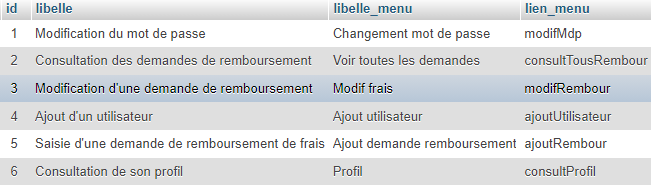 id libelle libelle_menu lien_menu
1 Modification du mot de passe Changement mot de passe modifMdp
2 Consultation des demandes de remboursement Voir toutes les demandes consultTousRembour
3 Modification d'une demande de remboursement Modif frais modifRembour
4 Ajout d'un utilisateur Ajout utilisateur ajoutUtilisateur
5 Saisie d'une demande de remboursement de frais Ajout demande remboursement ajoutRembour
6 Consultation de son profil Profil consultProfil